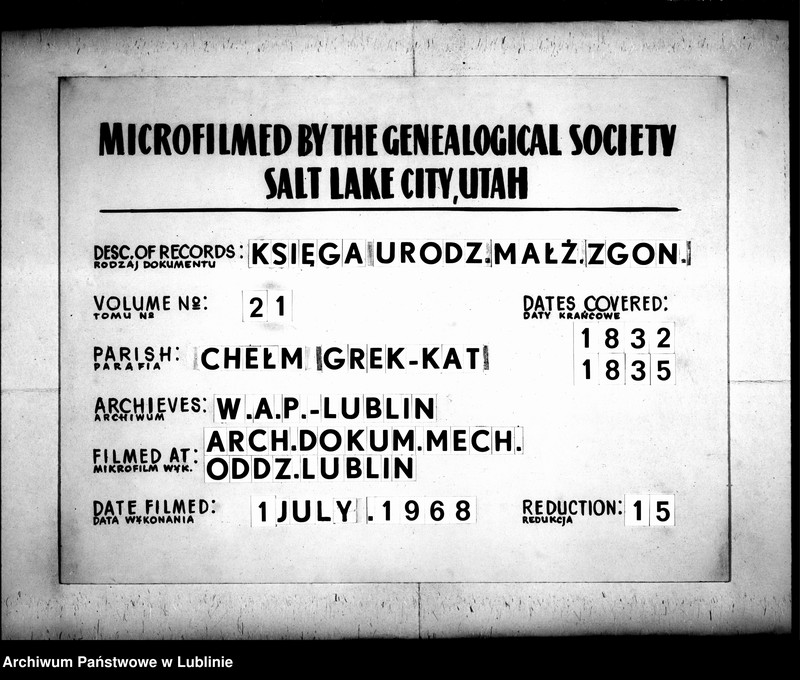 MICROFILMED BY THE GENEALOGICAL SOCIETY
SALT LAKE CITY, UTAH
DESC. OF RECORDS: KSIĘGA URODZ. MAŁŻ. ZGON.
RODZAJ DOKUMENTU
VOLUME Nº: 21
TOMU Nº
DATES COVERED:
DATY KRAŃCOWE
1832
1835
PARISH: CHEŁM GREK-KAT
PARAFIA
ARCHIEVES: W.A.P.-LUBLIN
ARCHIWUM
FILMED AT: ARCH.DOKUM.MECH.
MIKROFILM WYK. ODDZ.LUBLIN
DATE FILMED: 1 JULY .1968
DATA WYKONANIA
REDUCTION: 15
REDUKCJA
Archiwum Państwowe w Lublinie